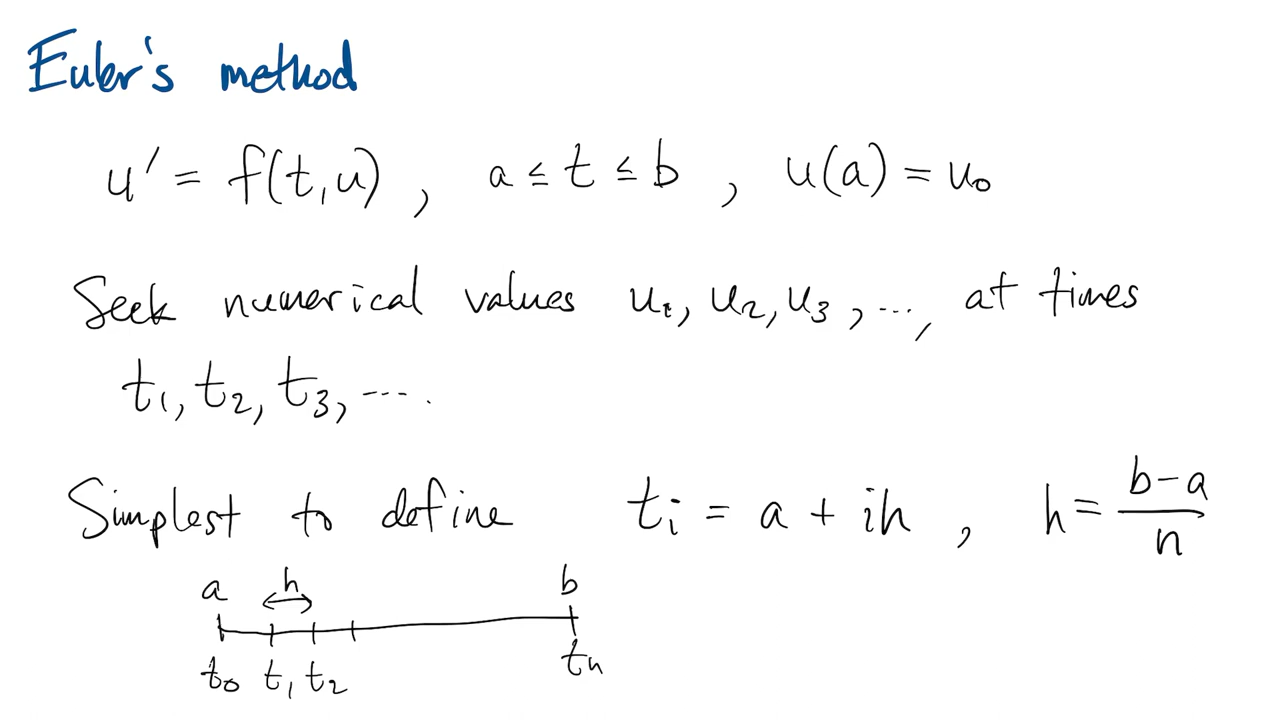 Euler's method
u' = f(t,u) , a ≤ t ≤ b , u(a) = u₀
Seek numerical values u₁, u₂, u₃, ..., at times
t₁, t₂, t₃, ....
Simplest to define tᵢ = a + ih , h = (b-a)/n
a h b
t₀ t₁ t₂ tₙ